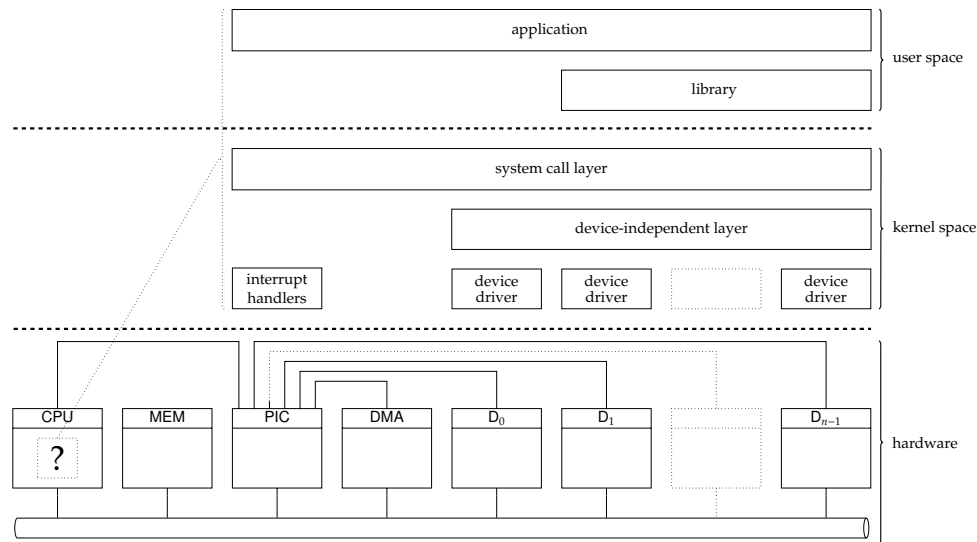 application
user space
library
system call layer
device-independent layer
kernel space
interrupt
handlers
device
driver
device
driver
device
driver
CPU
MEM
PIC
DMA
D0
D1
Dn−1
?
hardware